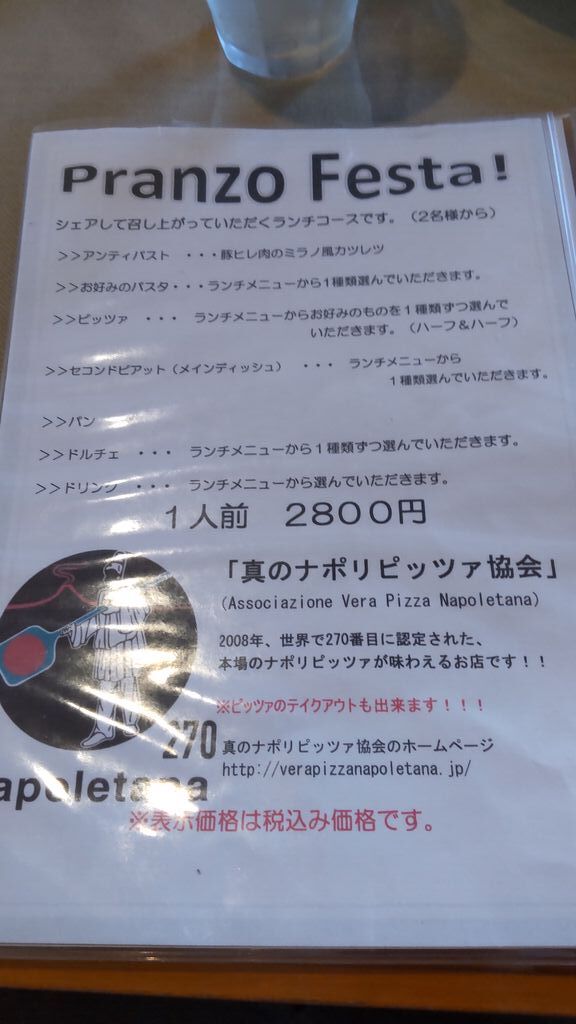 Pranzo Festa!
シェアして召し上がっていただくランチコースです。(2名様から)
>>アンティパスト ・・・豚ヒレ肉のミラノ風カツレツ
>>お好みのパスタ・・・ランチメニューから1種類選んでいただきます。
>>ピッツァ ・・・ ランチメニューからお好みのものを1種類ずつ選んで
いただきます。(ハーフ&ハーフ)
>>セコンドピアット(メインディッシュ) ・・・ ランチメニューから
1種類選んでいただきます。
>>パン
>>ドルチェ ・・・ ランチメニューから1種類ずつ選んでいただきます。
>>ドリンク ・・・ ランチメニューから選んでいただきます。
1人前 2800円
「真のナポリピッツァ協会」
(Associazione Vera Pizza Napoletana)
2008年、世界で270番目に認定された、
本場のナポリピッツァが味わえるお店です!!
※ピッツァのテイクアウトも出来ます!!!
270
真のナポリピッツァ協会のホームページ
http://verapizzanapoletana.jp/
apoletana
※表示価格は税込み価格です。